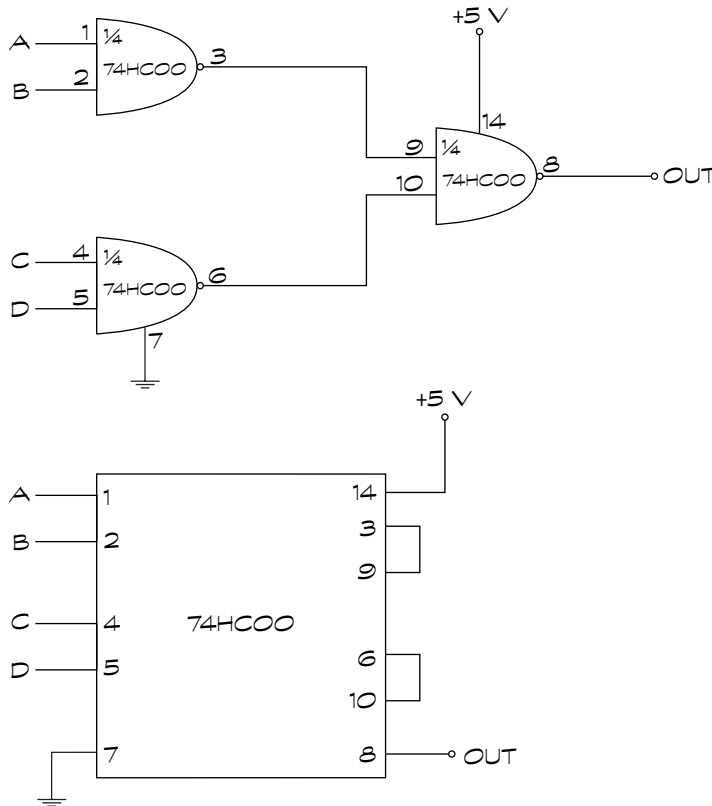 +5 V
A 1 ¼ 3
74HC00
B 2
14
9 ¼ 8
10 74HC00 OUT
C 4 ¼ 6
74HC00
D 5
7
+5 V
A 1 14
3
B 2
9
C 4 74HC00
6
D 5
10
7 8 OUT